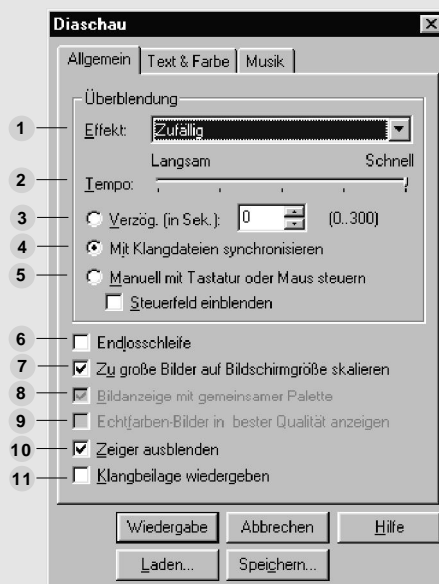 Diaschau
Allgemein Text & Farbe Musik
Überblendung
1 Effekt: Zufällig
Langsam Schnell
2 Tempo:
3 Verzög. (in Sek.): 0 (0..300)
4 Mit Klangdateien synchronisieren
5 Manuell mit Tastatur oder Maus steuern
Steuerfeld einblenden
6 Endlosschleife
7 Zu große Bilder auf Bildschirmgröße skalieren
8 Bildanzeige mit gemeinsamer Palette
9 Echtfarben-Bilder in bester Qualität anzeigen
10 Zeiger ausblenden
11 Klangbeilage wiedergeben
Wiedergabe Abbrechen Hilfe
Laden... Speichern...